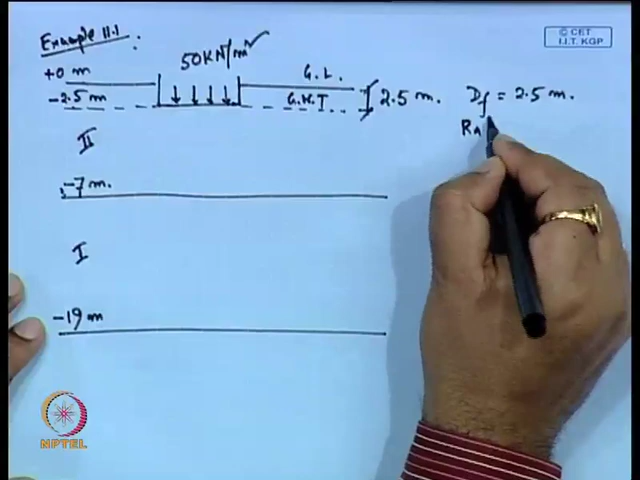 Example 11.1
© CET
I.I.T. KGP
50KN/m²
+0 m
G.L.
-2.5 m
G.W.T
2.5 m.
Df = 2.5 m.
RA
II
-7 m.
I
-19 m
NPTEL